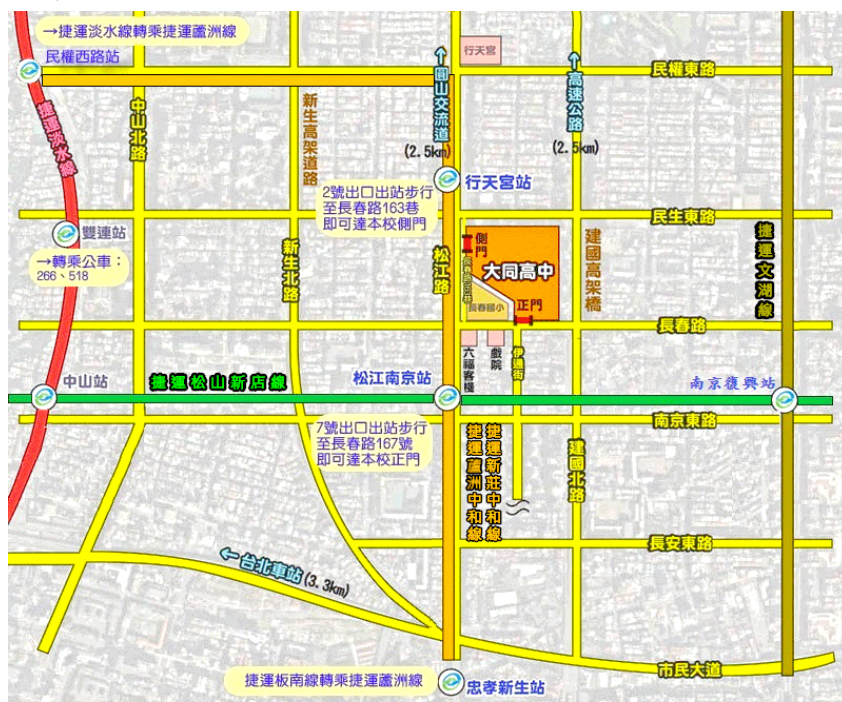 →捷運淡水線轉乘捷運蘆洲線
民權西路站
捷運淡水線
中山北路
新生高架道路
圓山交流道
(2.5km)
行天宮
高速公路
(2.5km)
民權東路
2號出口出站步行
至長春路163巷
即可達本校側門
行天宮站
民生東路
雙連站
→轉乘公車：
266、518
新生北路
松江路
側門
大同高中
長春國小
正門
建國高架橋
捷運文湖線
長春路
六福客棧
戲院
伊通街
中山站
捷運松山新店線
松江南京站
南京復興站
7號出口出站步行
至長春路167號
即可達本校正門
捷運蘆洲中和線
捷運新莊中和線
南京東路
建國北路
長安東路
←台北車站(3.3km)
市民大道
捷運板南線轉乘捷運蘆洲線
忠孝新生站